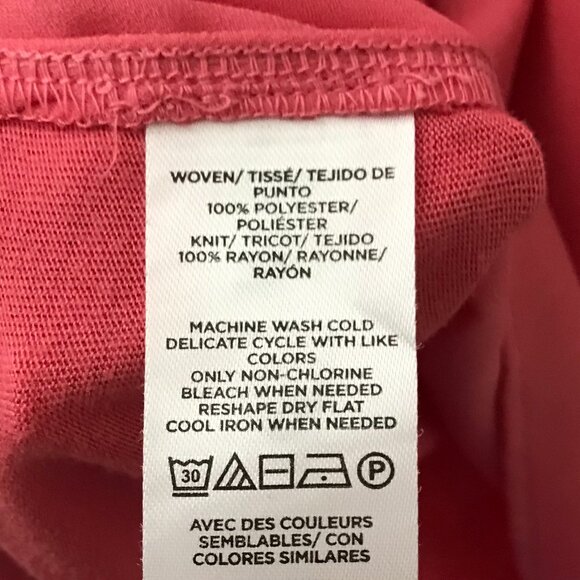 WOVEN/ TISSÉ/ TEJIDO DE
PUNTO
100% POLYESTER/
POLIÉSTER
KNIT/ TRICOT/ TEJIDO
100% RAYON/ RAYONNE/
RAYÓN
MACHINE WASH COLD
DELICATE CYCLE WITH LIKE
COLORS
ONLY NON-CHLORINE
BLEACH WHEN NEEDED
RESHAPE DRY FLAT
COOL IRON WHEN NEEDED
30 P
AVEC DES COULEURS
SEMBLABLES/ CON
COLORES SIMILARES